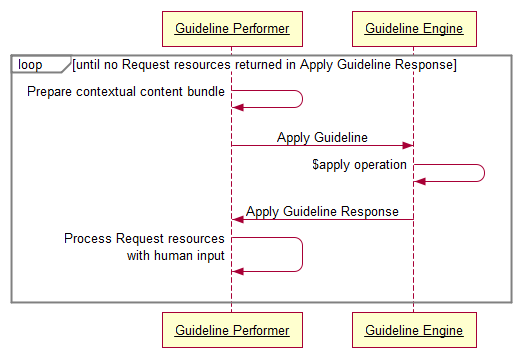 Guideline Performer
Guideline Engine
loop
[until no Request resources returned in Apply Guideline Response]
Prepare contextual content bundle
Apply Guideline
$apply operation
Apply Guideline Response
Process Request resources
with human input
Guideline Performer
Guideline Engine